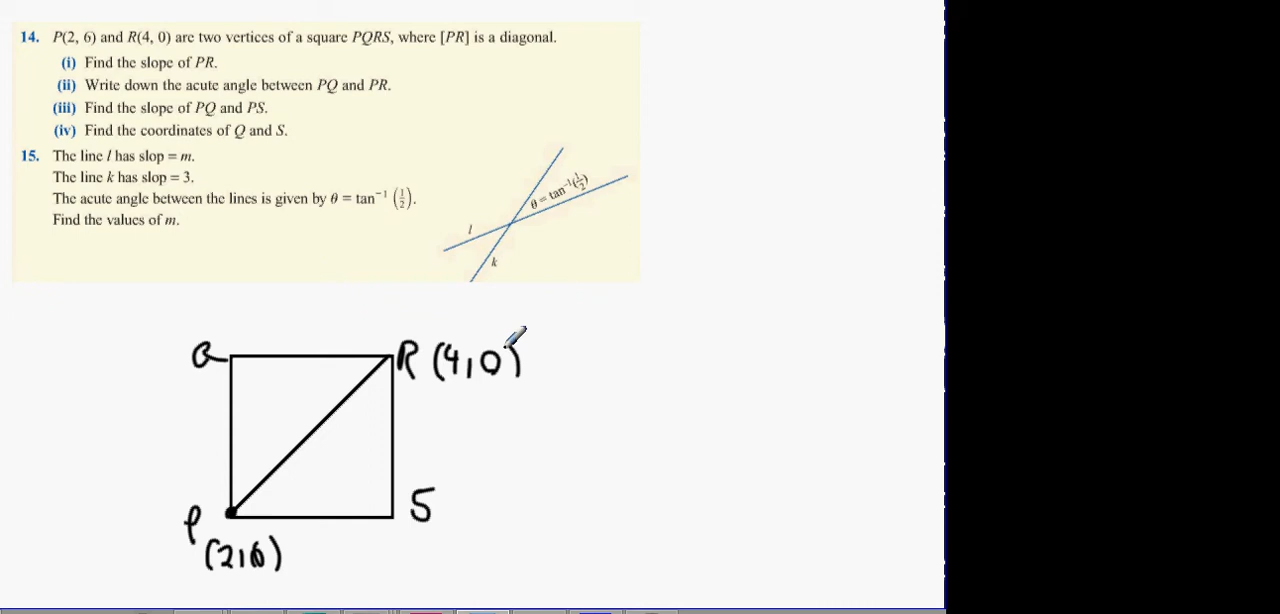 14. P(2, 6) and R(4, 0) are two vertices of a square PQRS, where [PR] is a diagonal.
(i) Find the slope of PR.
(ii) Write down the acute angle between PQ and PR.
(iii) Find the slope of PQ and PS.
(iv) Find the coordinates of Q and S.
15. The line l has slop = m.
The line k has slop = 3.
The acute angle between the lines is given by θ = tan⁻¹ (1/2).
Find the values of m.
θ = tan⁻¹(1/2)
l
k
Q
R (4,0)
P
S
(2,6)